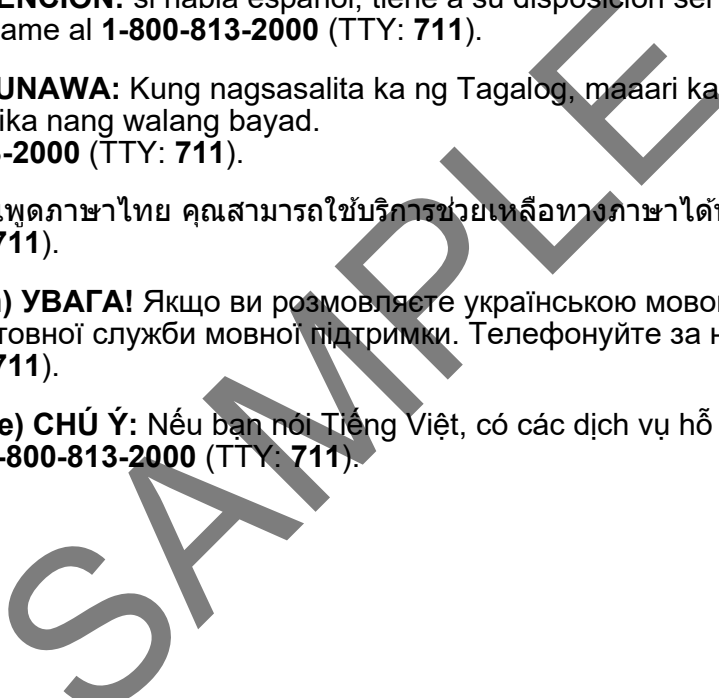 ENCIÓN: si habla español, tiene a su disposición ser
ame al 1-800-813-2000 (TTY: 711).
UNAWA: Kung nagsasalita ka ng Tagalog, maaari ka
ika nang walang bayad.
-2000 (TTY: 711).
พูดภาษาไทย คุณสามารถใช้บริการช่วยเหลือทางภาษาได้
711).
) УВАГА! Якщо ви розмовляєте українською мово
товної служби мовної підтримки. Телефонуйте за н
711).
e) CHÚ Ý: Nếu bạn nói Tiếng Việt, có các dịch vụ hỗ
-800-813-2000 (TTY: 711).
SAMPLE